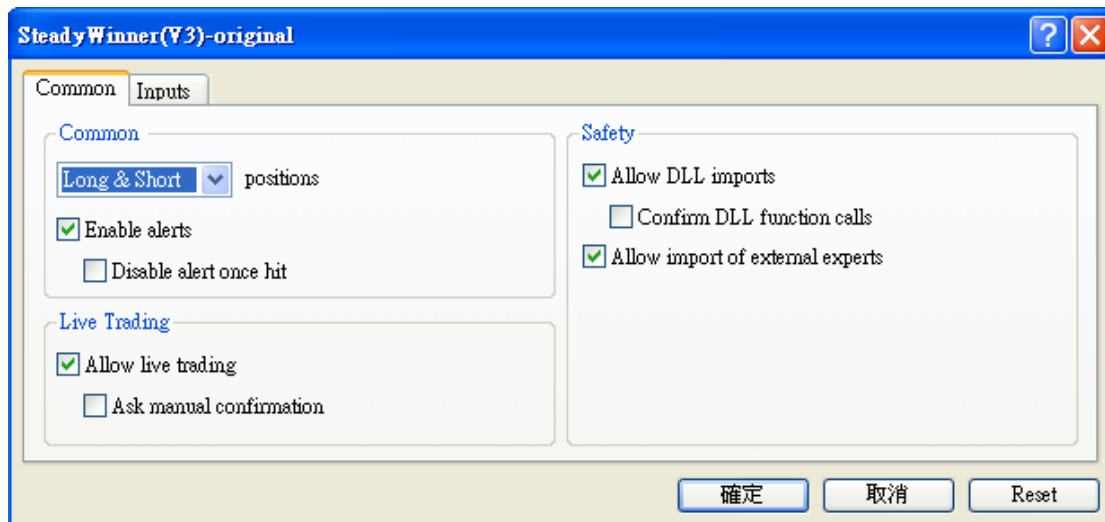 SteadyWinner(V3)-original
Common Inputs
Common
Long & Short positions
Enable alerts
Disable alert once hit
Live Trading
Allow live trading
Ask manual confirmation
Safety
Allow DLL imports
Confirm DLL function calls
Allow import of external experts
確定 取消 Reset